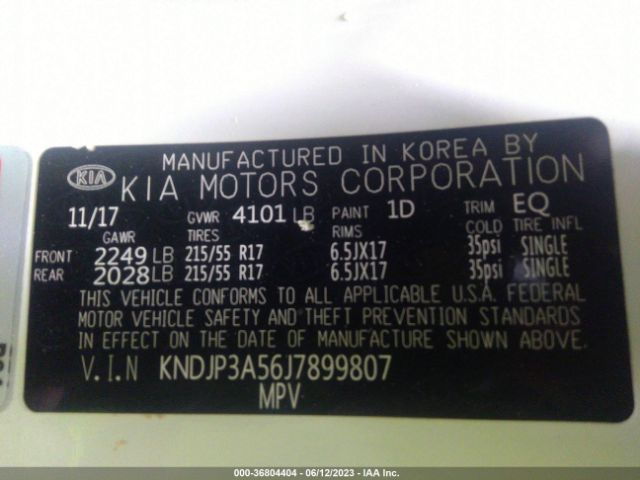 MANUFACTURED IN KOREA BY
KIA KIA MOTORS CORPORATION
11/17 GVWR 4101 LB PAINT 1D TRIM EQ
GAWR TIRES RIMS COLD TIRE INFL
FRONT 2249 LB 215/55 R17 6.5JX17 35psi SINGLE
REAR 2028 LB 215/55 R17 6.5JX17 35psi SINGLE
THIS VEHICLE CONFORMS TO ALL APPLICABLE U.S.A. FEDERAL
MOTOR VEHICLE SAFETY AND THEFT PREVENTION STANDARDS
IN EFFECT ON THE DATE OF MANUFACTURE SHOWN ABOVE.
V.I.N KNDJP3A56J7899807
MPV
000-36804404 - 06/12/2023 - IAA Inc.